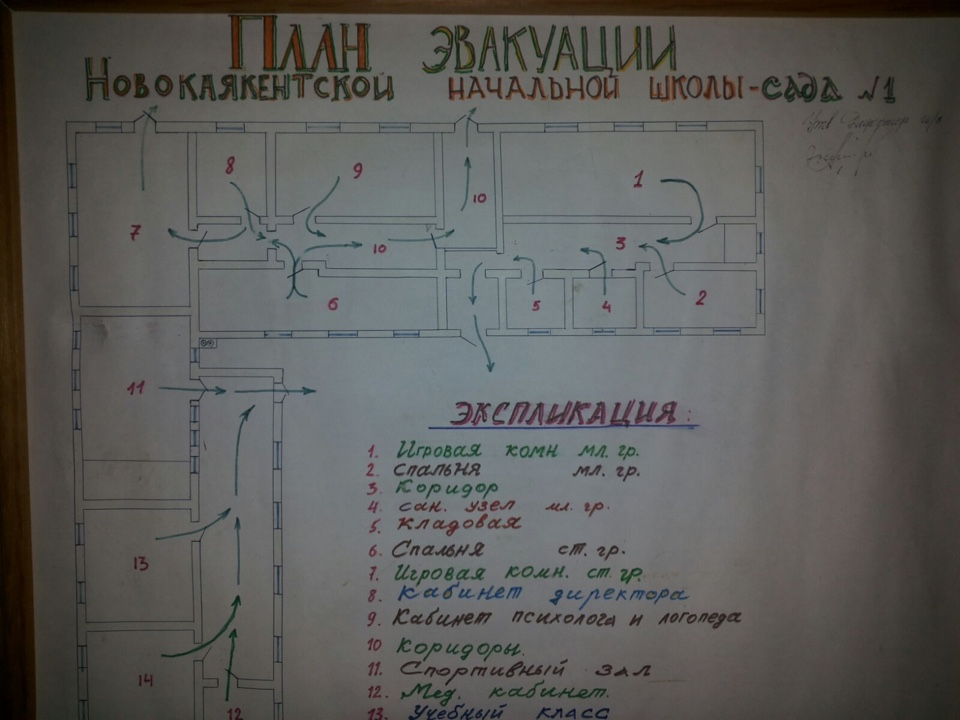 План эвакуации
Новокаякентской начальной школы-сада №1
8
9
1
10
7
3
10
6
5
4
2
11
13
14
12
Экспликация:
1. Игровая комн мл. гр.
2. спальня мл. гр.
3. Коридор
4. сан. узел мл. гр.
5. кладовая
6. Спальня ст. гр.
7. Игровая комн. ст. гр.
8. Кабинет директора
9. Кабинет психолога и логопеда
10 Коридоры.
11. Спортивный зал
12. Мед. кабинет.
13. Учебный класс